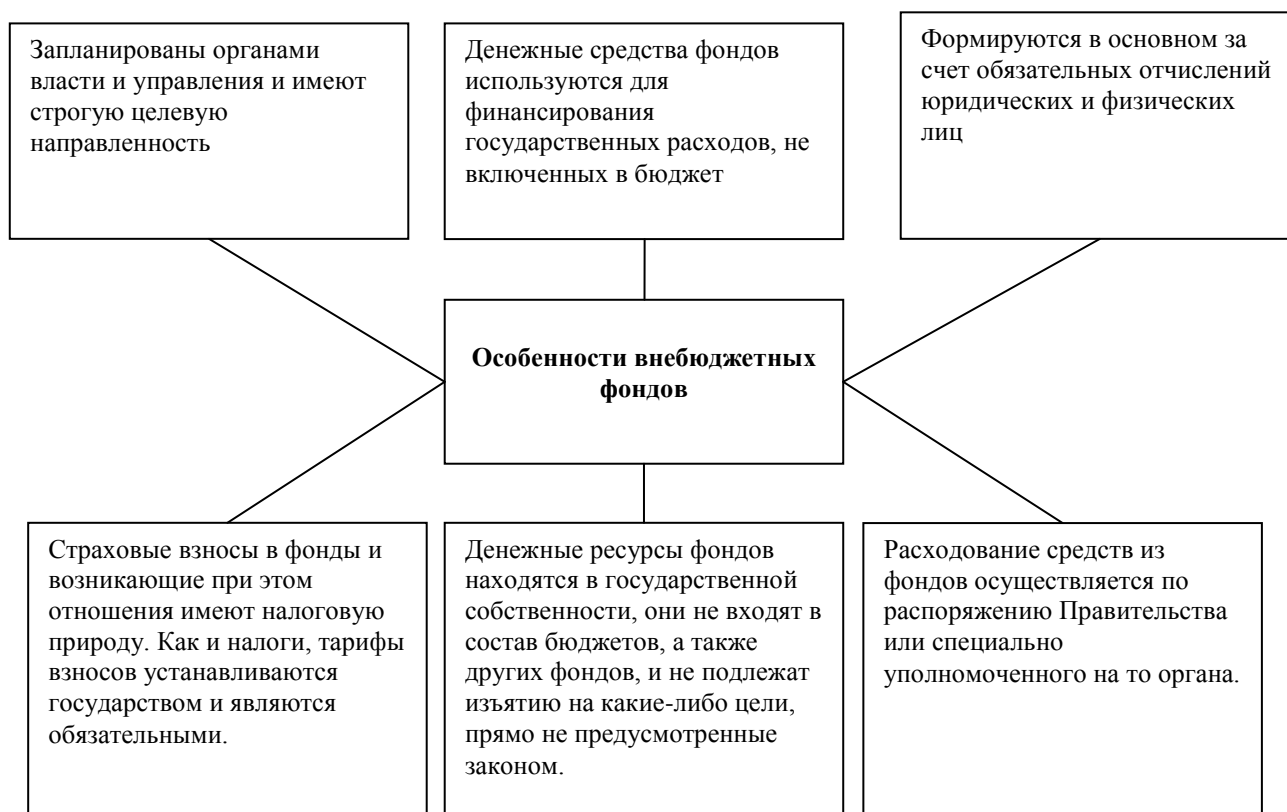 Запланированы органами
власти и управления и имеют
строгую целевую
направленность
Денежные средства фондов
используются для
финансирования
государственных расходов, не
включенных в бюджет
Формируются в основном за
счет обязательных отчислений
юридических и физических
лиц
Особенности внебюджетных
фондов
Страховые взносы в фонды и
возникающие при этом
отношения имеют налоговую
природу. Как и налоги, тарифы
взносов устанавливаются
государством и являются
обязательными.
Денежные ресурсы фондов
находятся в государственной
собственности, они не входят в
состав бюджетов, а также
других фондов, и не подлежат
изъятию на какие-либо цели,
прямо не предусмотренные
законом.
Расходование средств из
фондов осуществляется по
распоряжению Правительства
или специально
уполномоченного на то органа.